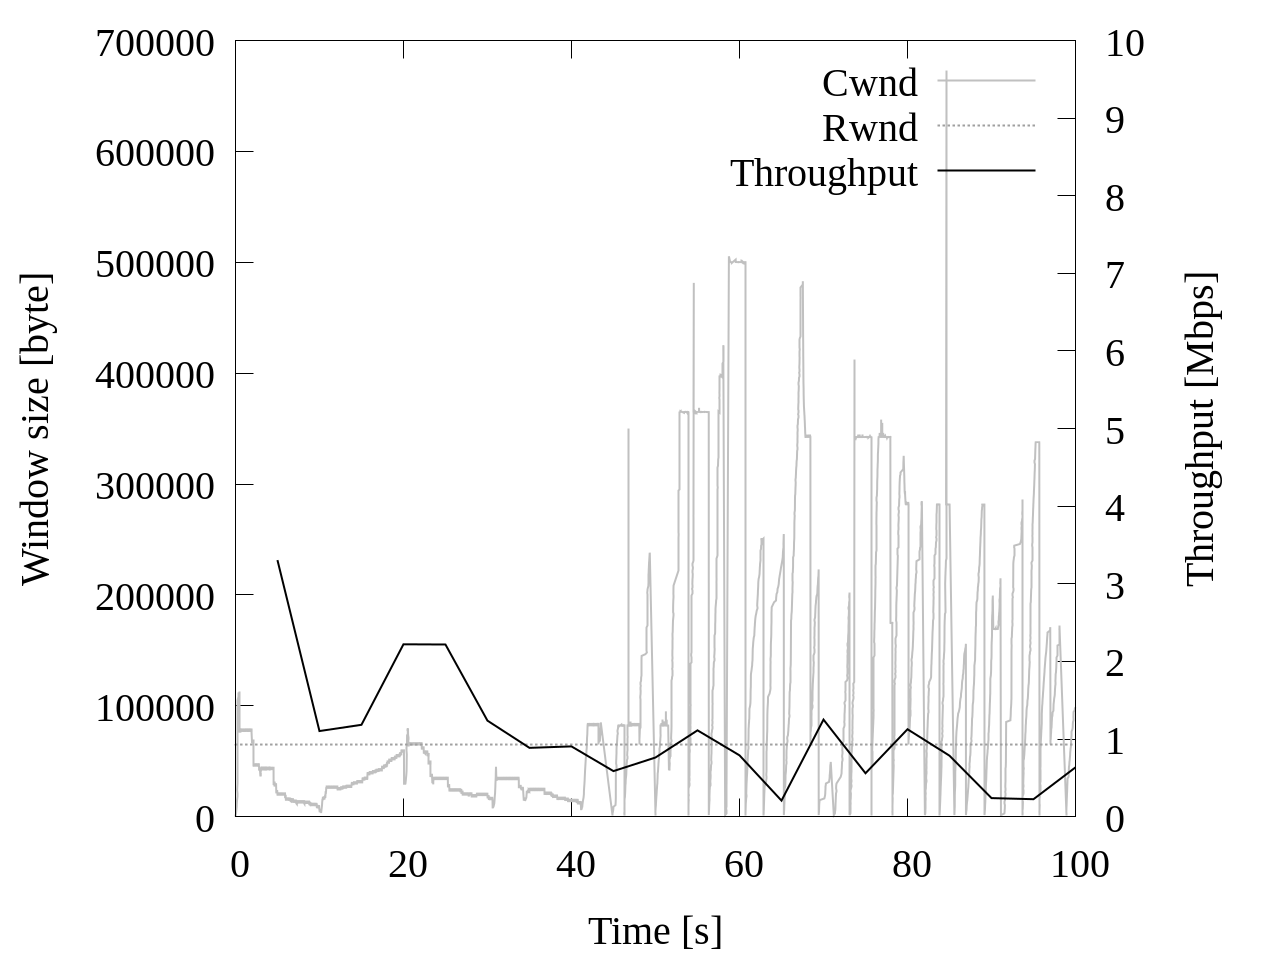 700000
600000
500000
400000
300000
200000
100000
0
Window size [byte]
10
9
8
7
6
5
4
3
2
1
0
Throughput [Mbps]
Cwnd
Rwnd
Throughput
0 20 40 60 80 100
Time [s]